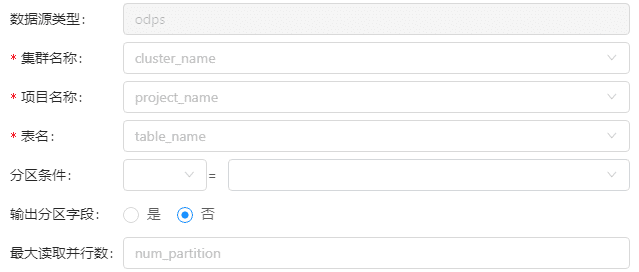 数据源类型： odps
* 集群名称： cluster_name
* 项目名称： project_name
* 表名： table_name
分区条件： =
输出分区字段： 是 否
最大读取并行数： num_partition